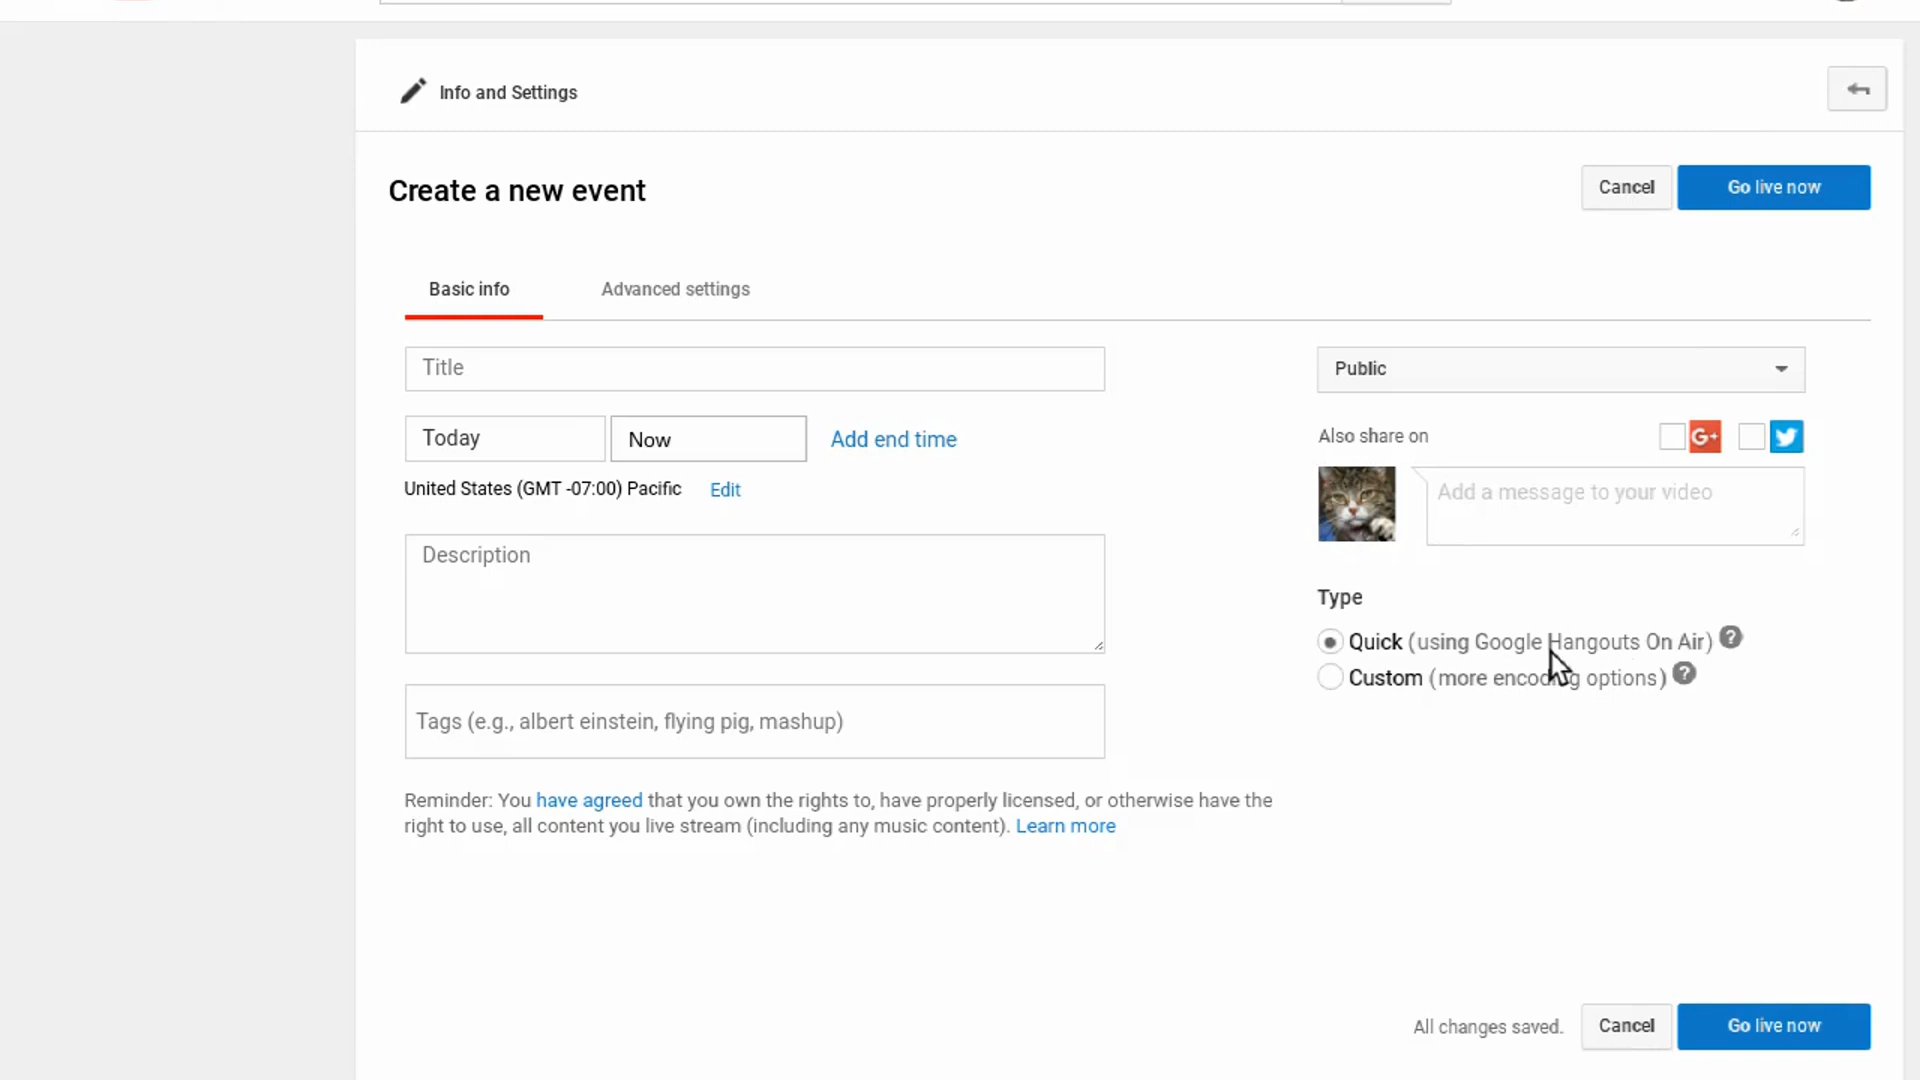 Info and Settings
Create a new event
Cancel
Go live now
Basic info
Advanced settings
Title
Public
Today
Now
Add end time
Also share on
G+
United States (GMT -07:00) Pacific
Edit
Add a message to your video
Description
Type
Quick (using Google Hangouts On Air) ?
Custom (more encoding options) ?
Tags (e.g., albert einstein, flying pig, mashup)
Reminder: You have agreed that you own the rights to, have properly licensed, or otherwise have the
right to use, all content you live stream (including any music content). Learn more
All changes saved.
Cancel
Go live now